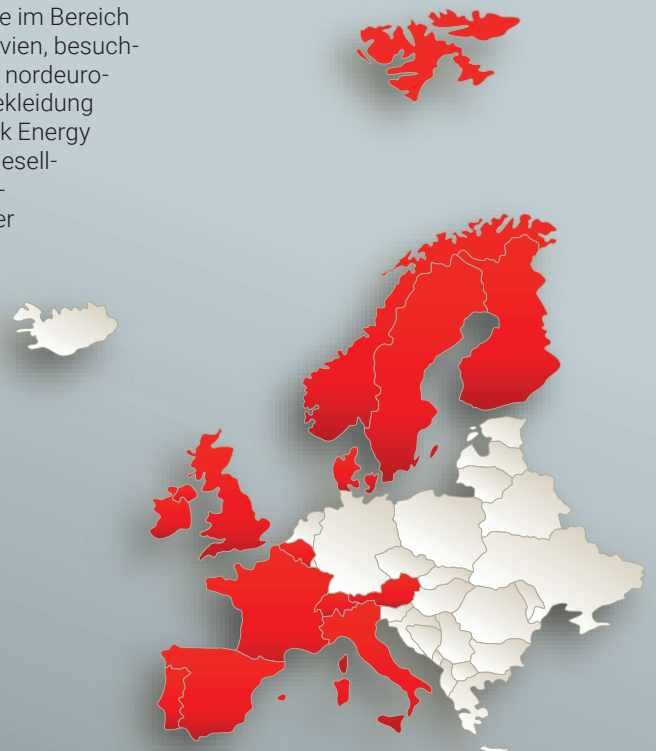 e im Bereich
vien, besuch-
nordeuro-
ekleidung
k Energy
esell-
-
er